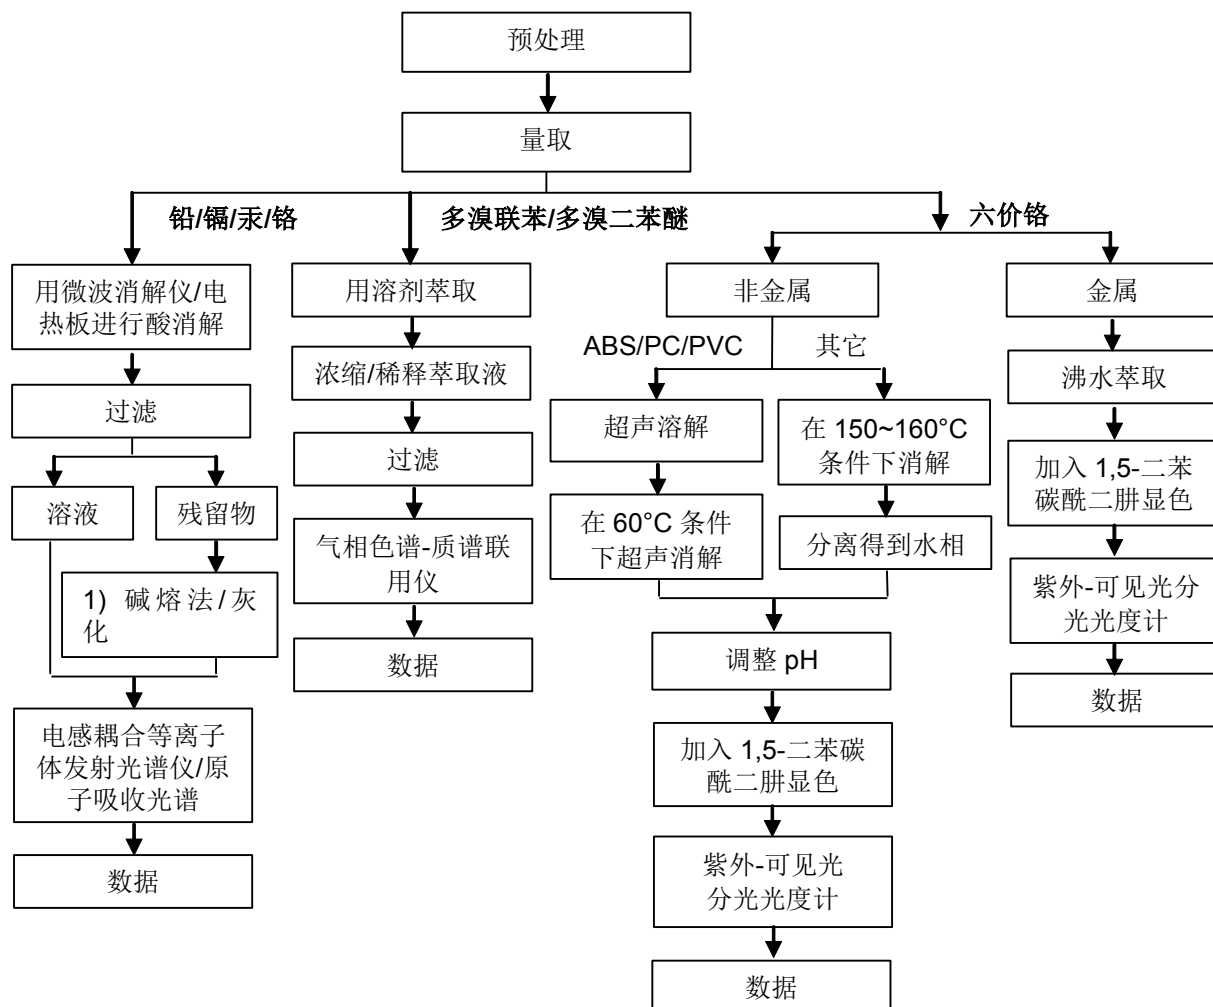 预处理
量取
铅/镉/汞/铬
多溴联苯/多溴二苯醚
六价铬
用微波消解仪/电
热板进行酸消解
过滤
溶液
残留物
1) 碱熔法/灰
化
电感耦合等离子
体发射光谱仪/原
子吸收光谱
数据
用溶剂萃取
浓缩/稀释萃取液
过滤
气相色谱-质谱联
用仪
数据
非金属
ABS/PC/PVC
其它
超声溶解
在 60°C 条件
下超声消解
在 150~160°C
条件下消解
分离得到水相
调整 pH
加入 1,5-二苯碳
酰二肼显色
紫外-可见光
分光光度计
数据
金属
沸水萃取
加入 1,5-二苯
碳酰二肼显色
紫外-可见光分
光光度计
数据